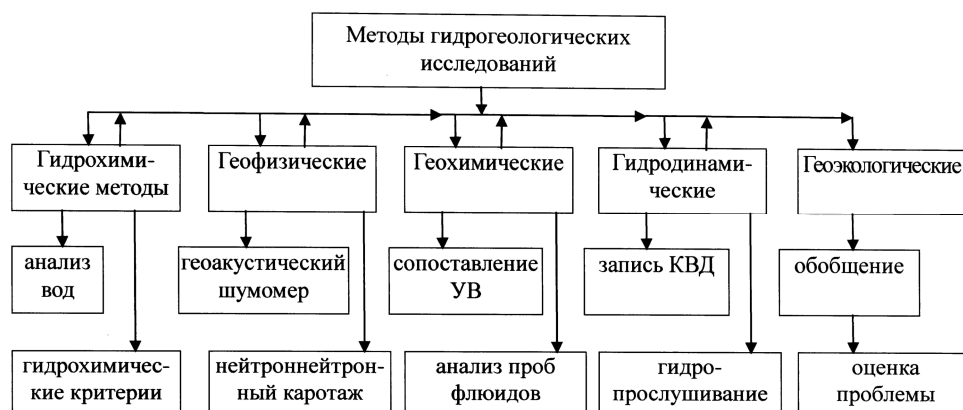 Методы гидрогеологических
исследований
Гидрохими-
ческие методы
Геофизические
Геохимические
Гидродинами-
ческие
Геоэкологические
анализ
вод
геоакустический
шумомер
сопоставление
УВ
запись КВД
обобщение
гидрохимичес-
кие критерии
нейтроннейтрон-
ный каротаж
анализ проб
флюидов
гидро-
прослушивание
оценка
проблемы